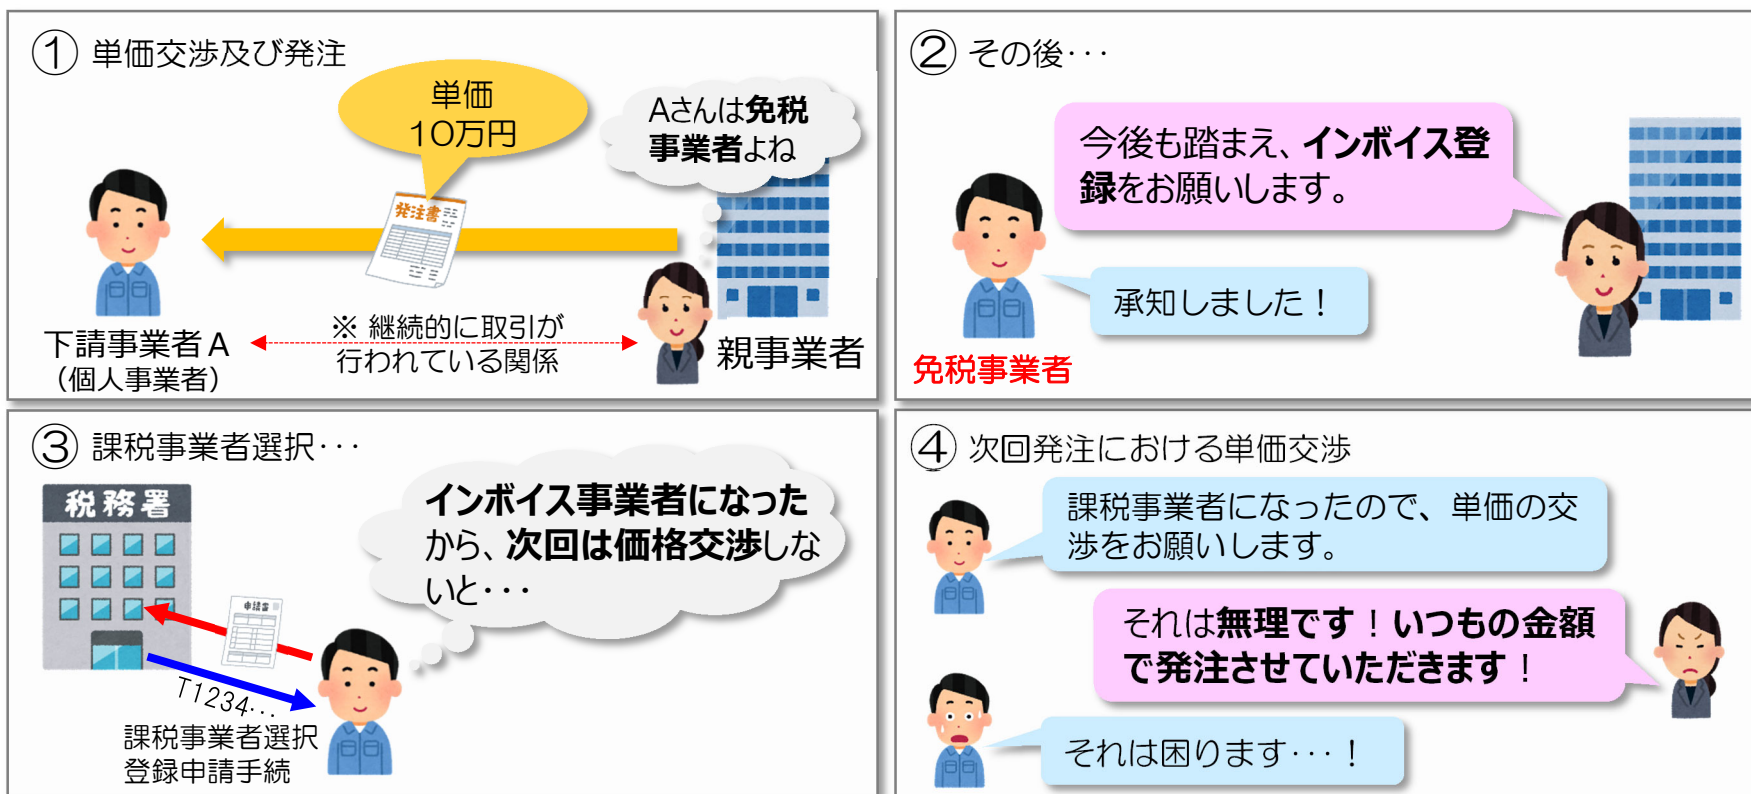 ① 単価交渉及び発注
単価
10万円
Aさんは免税
事業者よね
発注書
下請事業者A
(個人事業者)
※ 継続的に取引が
行われている関係
親事業者
② その後･･･
今後も踏まえ、インボイス登
録をお願いします。
承知しました！
免税事業者
③ 課税事業者選択･･･
税務署
インボイス事業者になった
から、次回は価格交渉しな
いと･･･
申請書
T1234･･･
課税事業者選択
登録申請手続
④ 次回発注における単価交渉
課税事業者になったので、単価の交
渉をお願いします。
それは無理です！いつもの金額
で発注させていただきます！
それは困ります･･･！